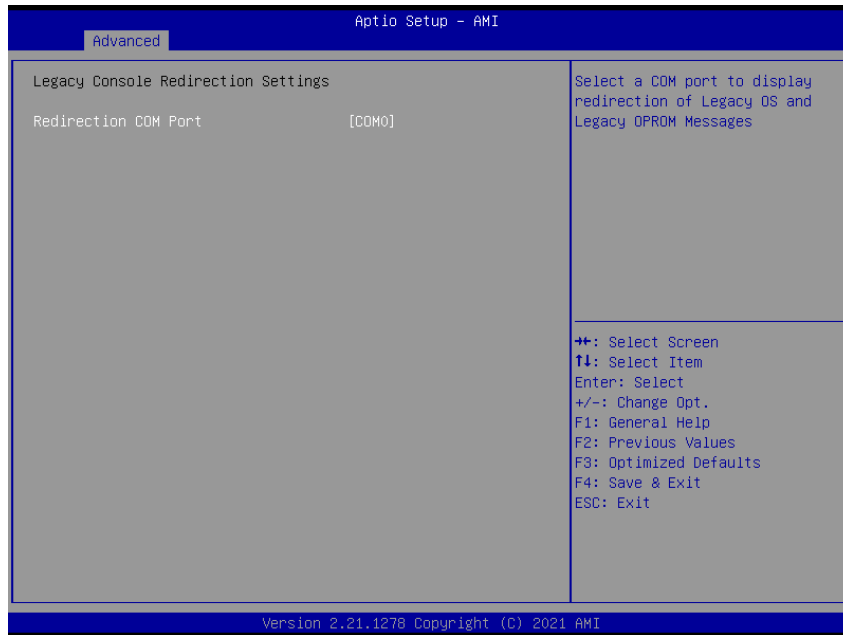 Aptio Setup – AMI
Advanced
Legacy Console Redirection Settings
Redirection COM Port [COM0]
Select a COM port to display
redirection of Legacy OS and
Legacy OPROM Messages
→←: Select Screen
↑↓: Select Item
Enter: Select
+/-: Change Opt.
F1: General Help
F2: Previous Values
F3: Optimized Defaults
F4: Save & Exit
ESC: Exit
Version 2.21.1278 Copyright (C) 2021 AMI